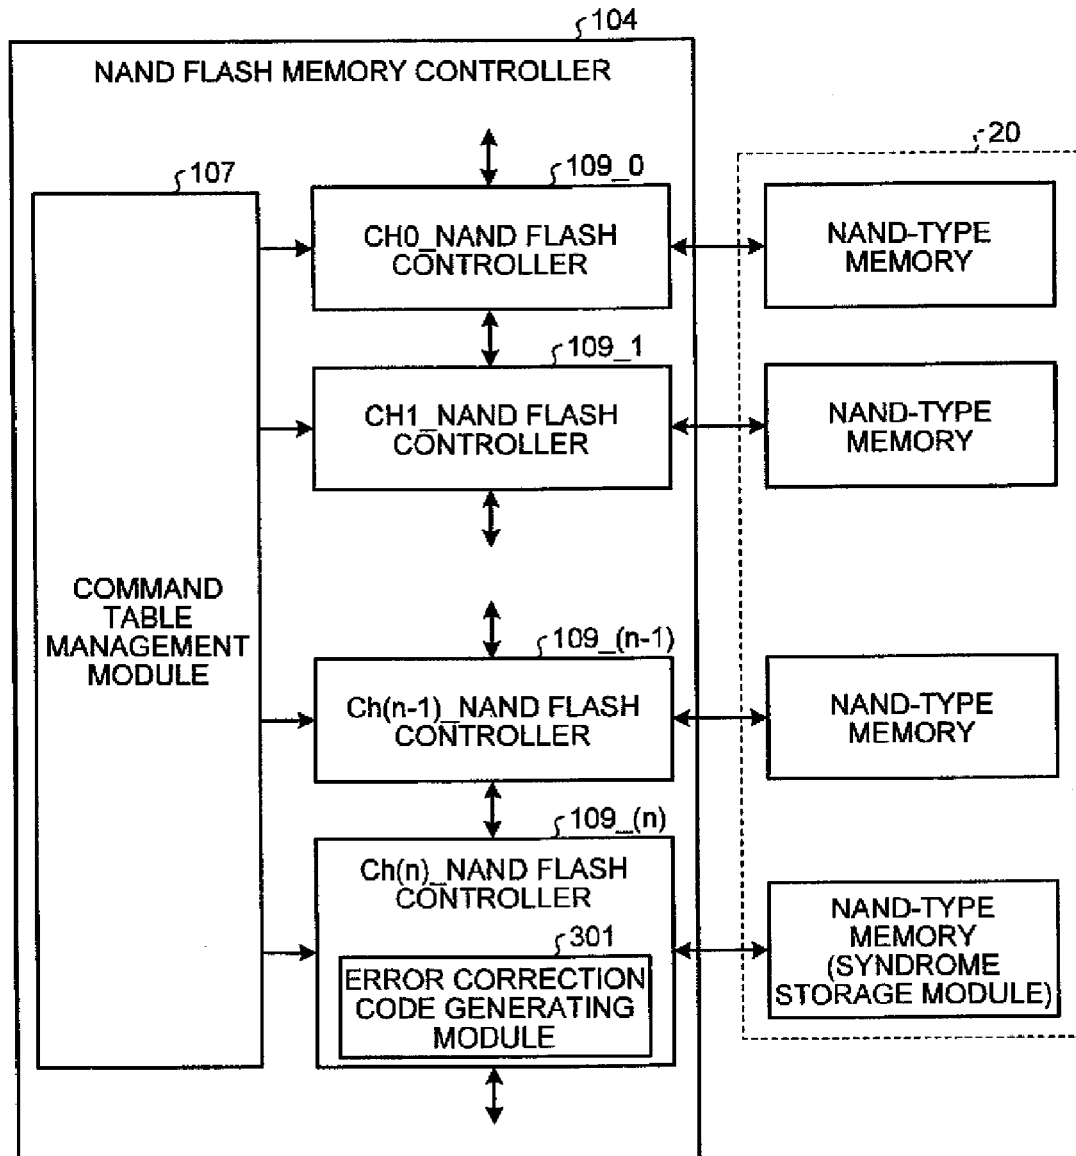 104
NAND FLASH MEMORY CONTROLLER
20
107
109_0
CH0_NAND FLASH
CONTROLLER
NAND-TYPE
MEMORY
109_1
CH1_NAND FLASH
CONTROLLER
NAND-TYPE
MEMORY
COMMAND
TABLE
MANAGEMENT
MODULE
109_(n-1)
Ch(n-1)_NAND FLASH
CONTROLLER
NAND-TYPE
MEMORY
109_(n)
Ch(n)_NAND FLASH
CONTROLLER
301
ERROR CORRECTION
CODE GENERATING
MODULE
NAND-TYPE
MEMORY
(SYNDROME
STORAGE MODULE)